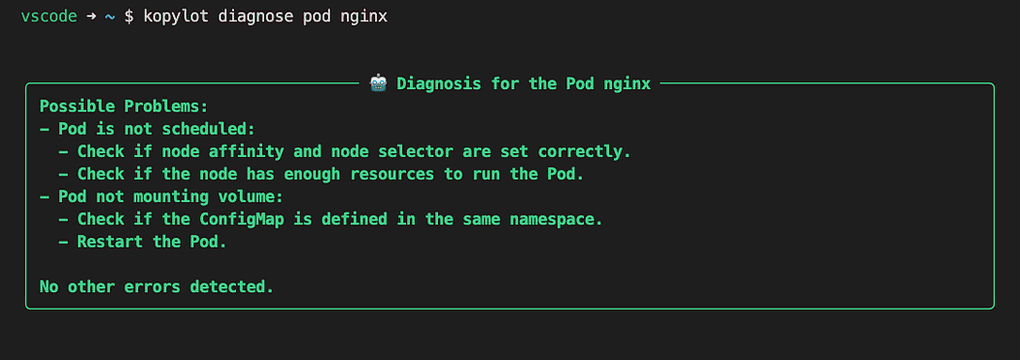 vscode → ~ $ kopylot diagnose pod nginx
🤖 Diagnosis for the Pod nginx
Possible Problems:
- Pod is not scheduled:
- Check if node affinity and node selector are set correctly.
- Check if the node has enough resources to run the Pod.
- Pod not mounting volume:
- Check if the ConfigMap is defined in the same namespace.
- Restart the Pod.
No other errors detected.